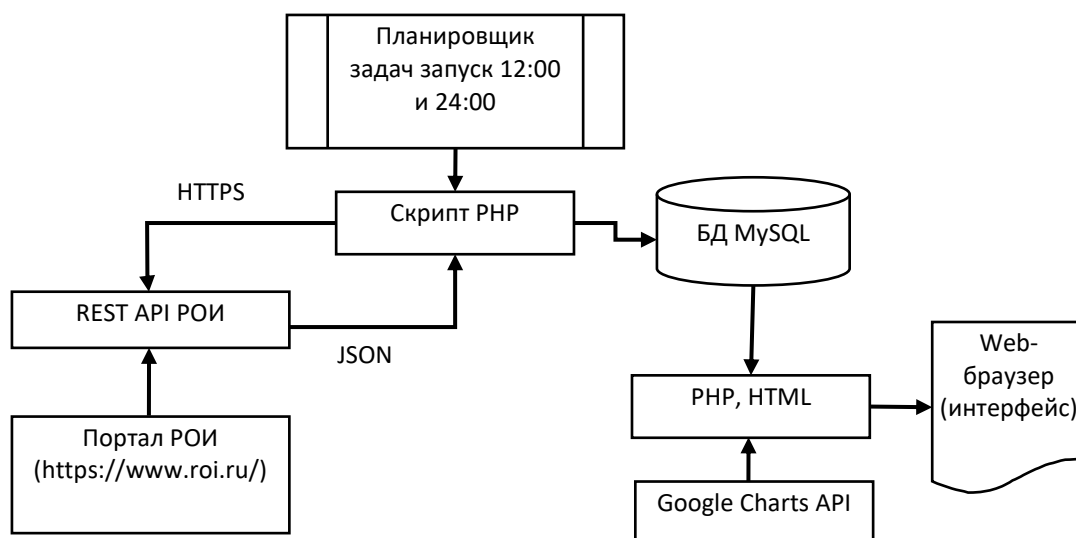 Планировщик
задач запуск 12:00
и 24:00
HTTPS
Скрипт PHP
БД MySQL
REST API РОИ
JSON
Web-
браузер
(интерфейс)
PHP, HTML
Портал РОИ
(https://www.roi.ru/)
Google Charts API